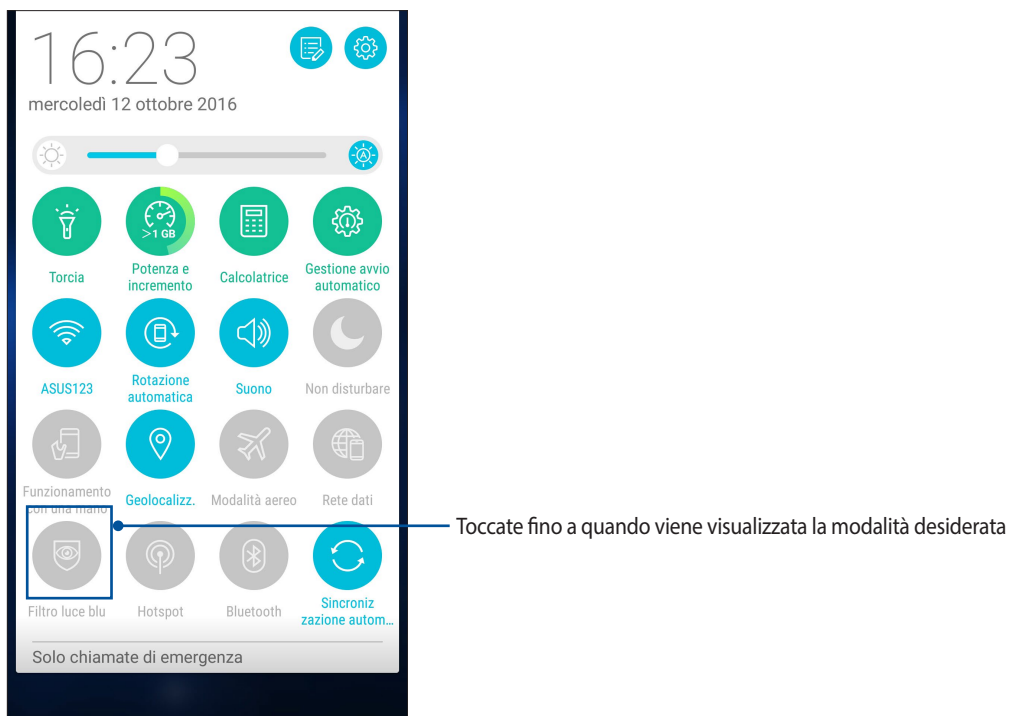 16:23
mercoledì 12 ottobre 2016
A
>1 GB
Torcia
Potenza e
incremento
Calcolatrice
Gestione avvio
automatico
ASUS123
Rotazione
automatica
Suono
Non disturbare
Funzionamento
con una mano
Geolocalizz.
Modalità aereo
Rete dati
Toccate fino a quando viene visualizzata la modalità desiderata
Filtro luce blu
Hotspot
Bluetooth
Sincroniz
zazione autom...
Solo chiamate di emergenza